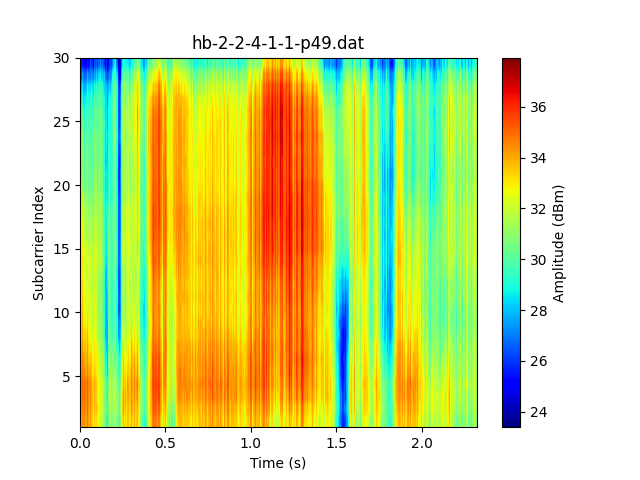 hb-2-2-4-1-1-p49.dat
30
25
20
15
10
5
Subcarrier Index
0.0 0.5 1.0 1.5 2.0
Time (s)
36
34
32
30
28
26
24
Amplitude (dBm)